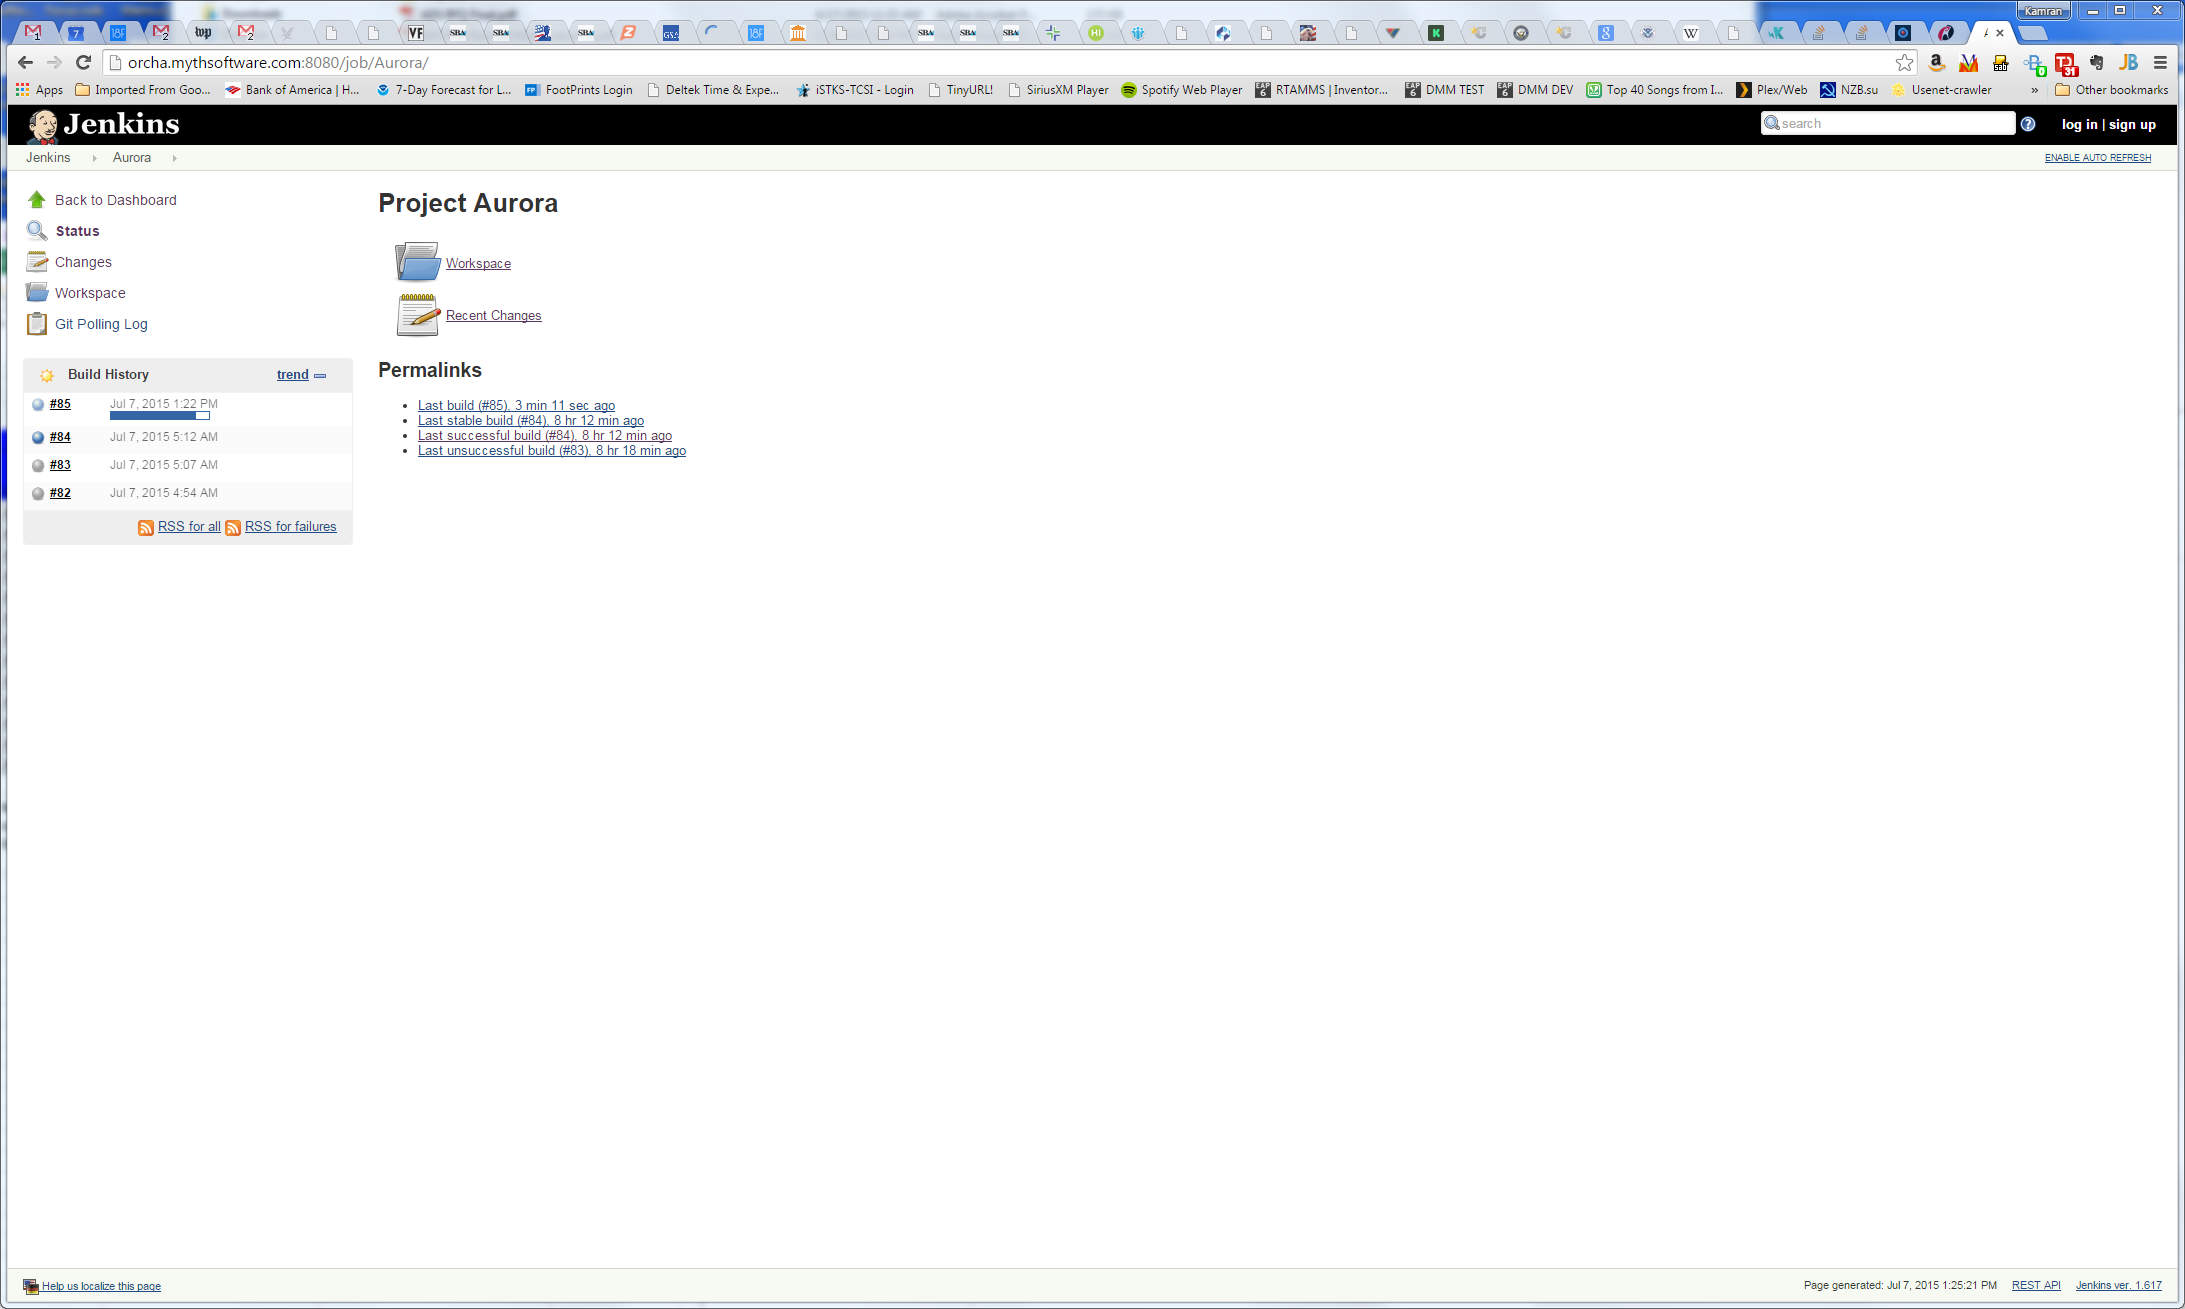 Kamran
orcha.mythsoftware.com:8080/job/Aurora/
Apps Imported From Goo... Bank of America | H... 7-Day Forecast for L... FootPrints Login Deltek Time & Expe... iSTKS-TCSI - Login TinyURL! SiriusXM Player Spotify Web Player RTAMMS | Inventor... DMM TEST DMM DEV Top 40 Songs from I... Plex/Web NZB.su Usenet-crawler » Other bookmarks
Jenkins search log in | sign up
Jenkins Aurora ENABLE AUTO REFRESH
Back to Dashboard
Status
Changes
Workspace
Git Polling Log
Build History trend
#85 Jul 7, 2015 1:22 PM
#84 Jul 7, 2015 5:12 AM
#83 Jul 7, 2015 5:07 AM
#82 Jul 7, 2015 4:54 AM
RSS for all RSS for failures
Project Aurora
Workspace
Recent Changes
Permalinks
Last build (#85), 3 min 11 sec ago
Last stable build (#84), 8 hr 12 min ago
Last successful build (#84), 8 hr 12 min ago
Last unsuccessful build (#83), 8 hr 18 min ago
Help us localize this page
Page generated: Jul 7, 2015 1:25:21 PM REST API Jenkins ver. 1.617